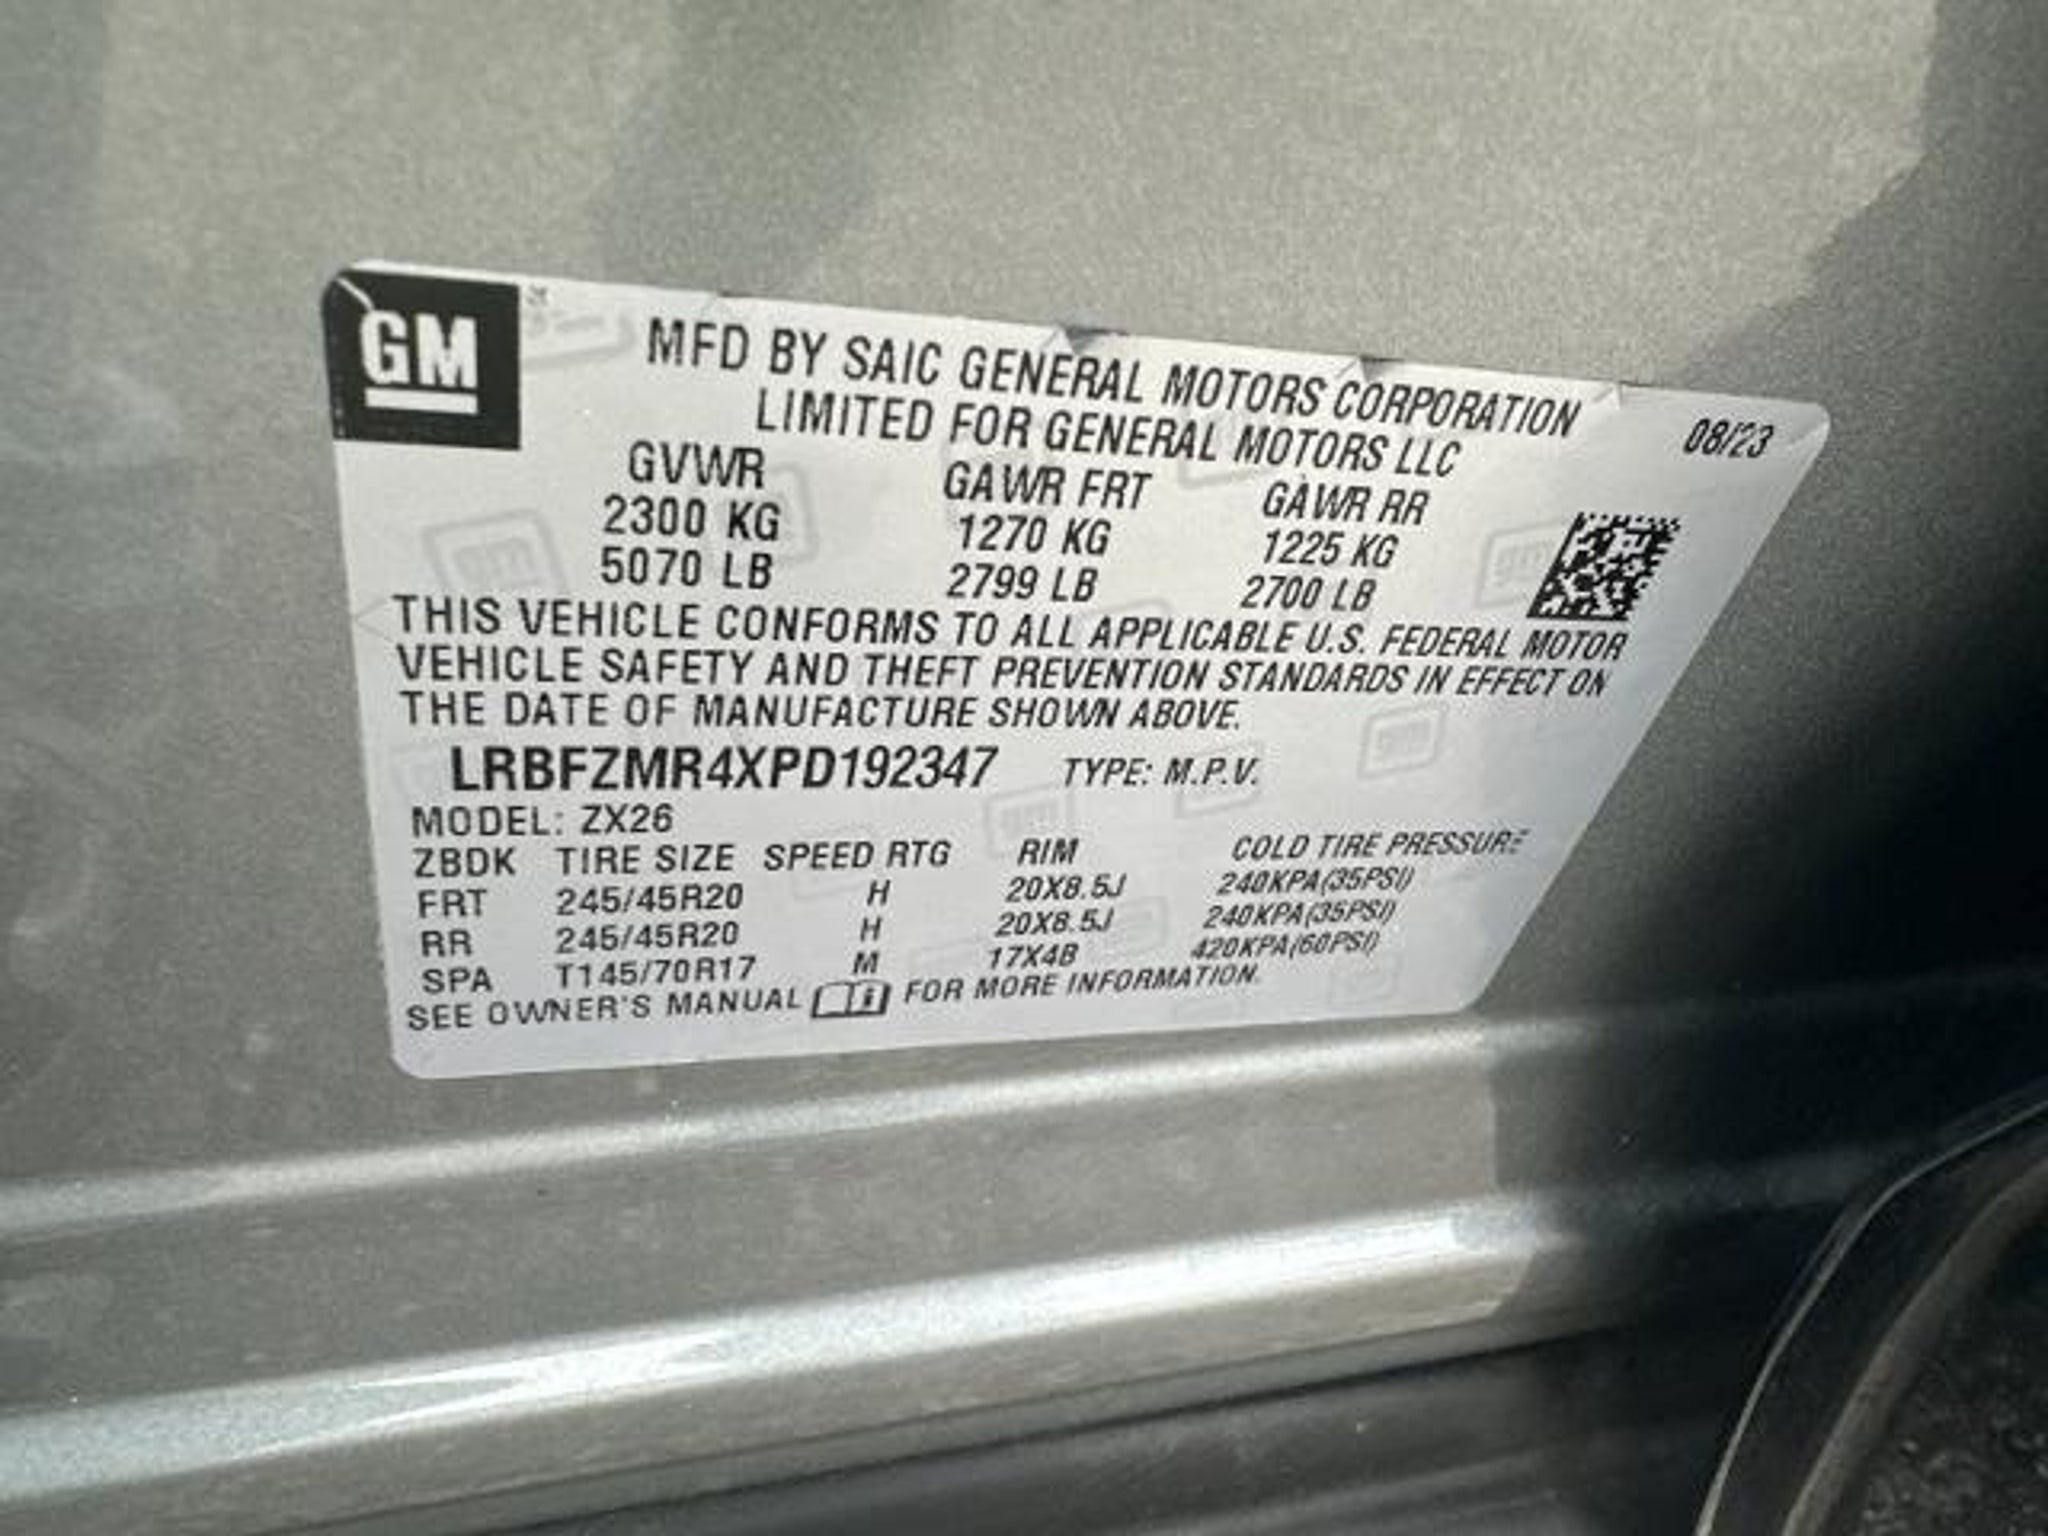 GM
MFD BY SAIC GENERAL MOTORS CORPORATION
LIMITED FOR GENERAL MOTORS LLC
08/23
GVWR GAWR FRT GAWR RR
2300 KG 1270 KG 1225 KG
5070 LB 2799 LB 2700 LB
THIS VEHICLE CONFORMS TO ALL APPLICABLE U.S. FEDERAL MOTOR
VEHICLE SAFETY AND THEFT PREVENTION STANDARDS IN EFFECT ON
THE DATE OF MANUFACTURE SHOWN ABOVE.
LRBFZMR4XPD192347 TYPE: M.P.V.
MODEL: ZX26
ZBDK TIRE SIZE SPEED RTG RIM COLD TIRE PRESSURE
FRT 245/45R20 H 20X8.5J 240KPA(35PSI)
RR 245/45R20 H 20X8.5J 240KPA(35PSI)
SPA T145/70R17 M 17X4B 420KPA(60PSI)
SEE OWNER'S MANUAL FOR MORE INFORMATION.